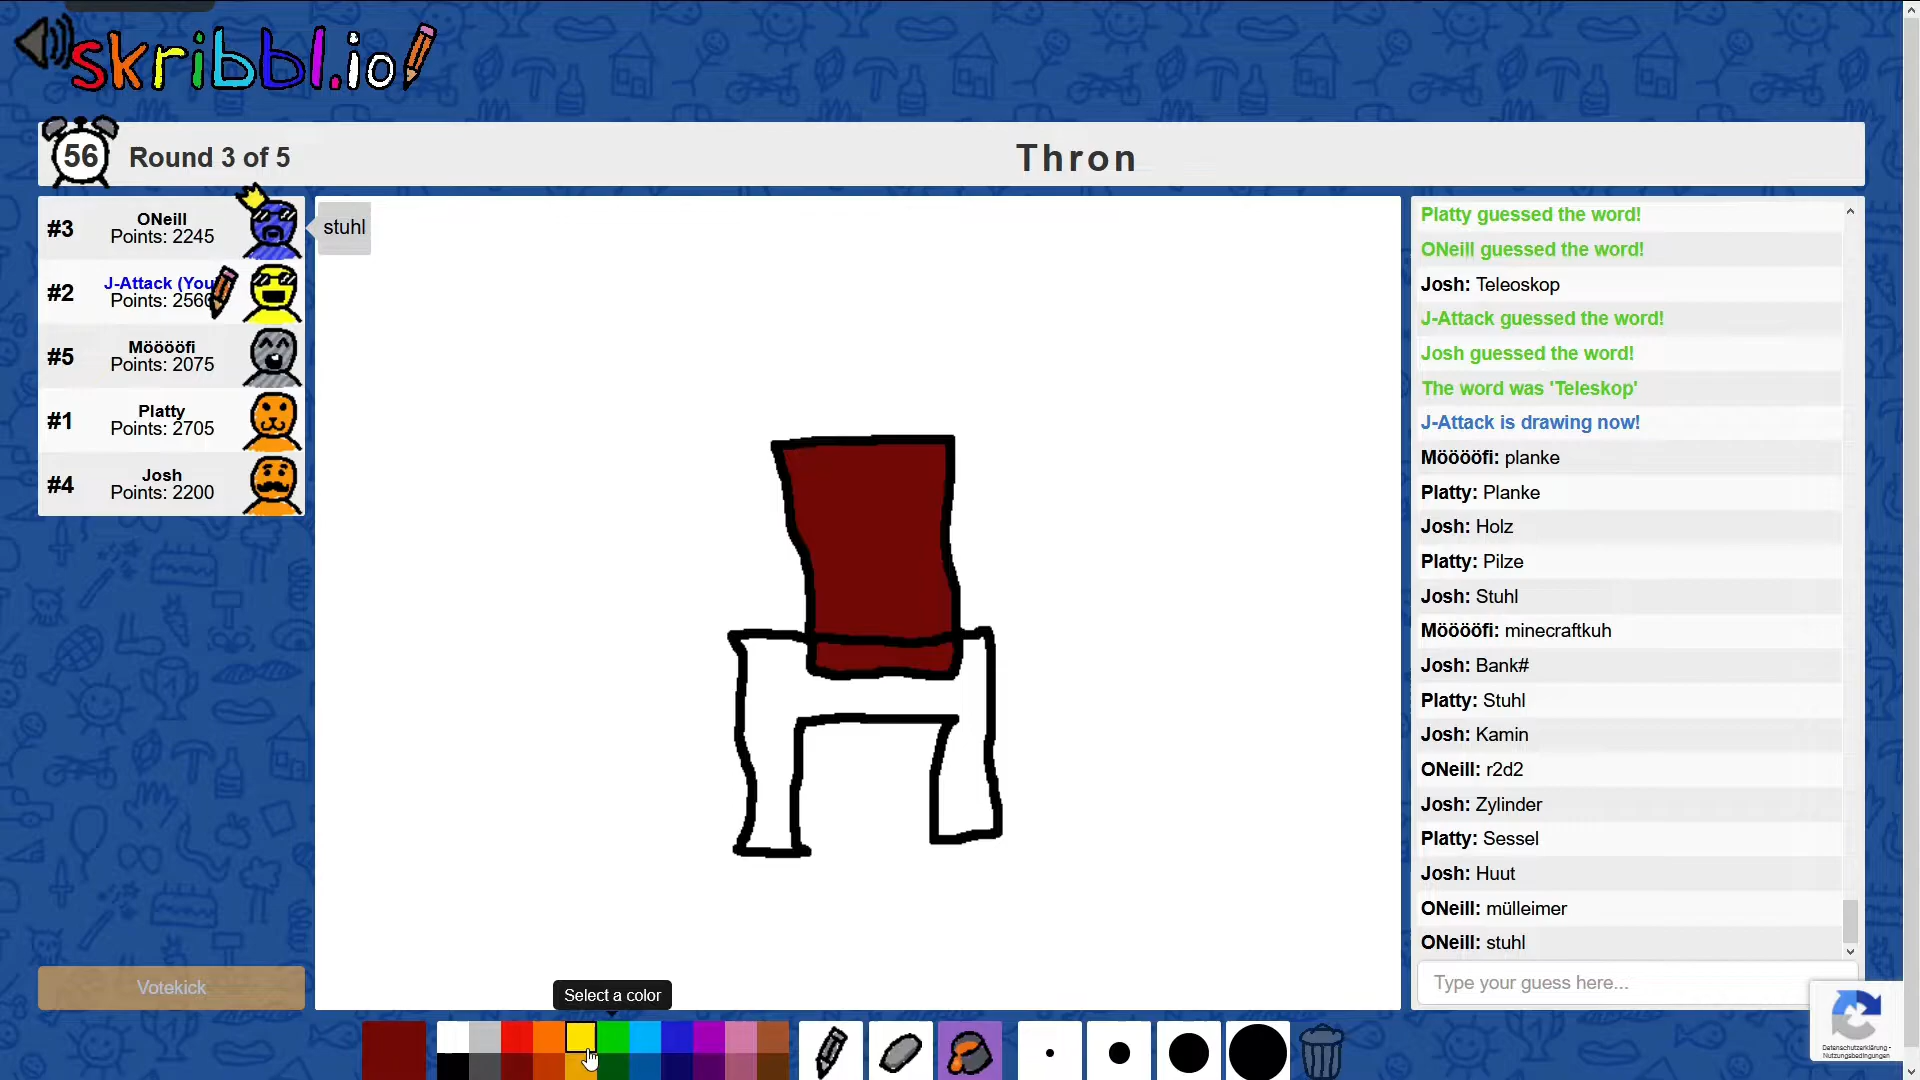 skribbl.io
56
Round 3 of 5
Thron
#3
ONeill
Points: 2245
stuhl
#2
J-Attack (You
Points: 2560
#5
Mööööfi
Points: 2075
#1
Platty
Points: 2705
#4
Josh
Points: 2200
Votekick
Platty guessed the word!
ONeill guessed the word!
Josh: Teleoskop
J-Attack guessed the word!
Josh guessed the word!
The word was 'Teleskop'
J-Attack is drawing now!
Mööööfi: planke
Platty: Planke
Josh: Holz
Platty: Pilze
Josh: Stuhl
Mööööfi: minecraftkuh
Josh: Bank#
Platty: Stuhl
Josh: Kamin
ONeill: r2d2
Josh: Zylinder
Platty: Sessel
Josh: Huut
ONeill: mülleimer
ONeill: stuhl
Type your guess here...
Select a color
Datenschutzerklärung -
Nutzungsbedingungen